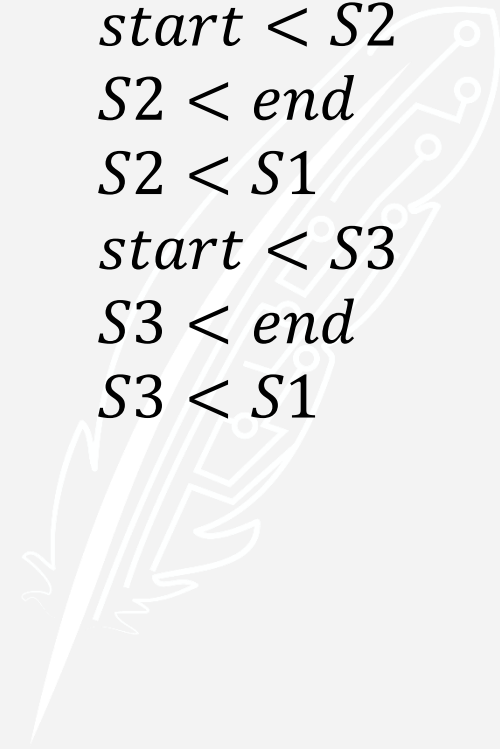 start < S2
S2 < end
S2 < S1
start < S3
S3 < end
S3 < S1